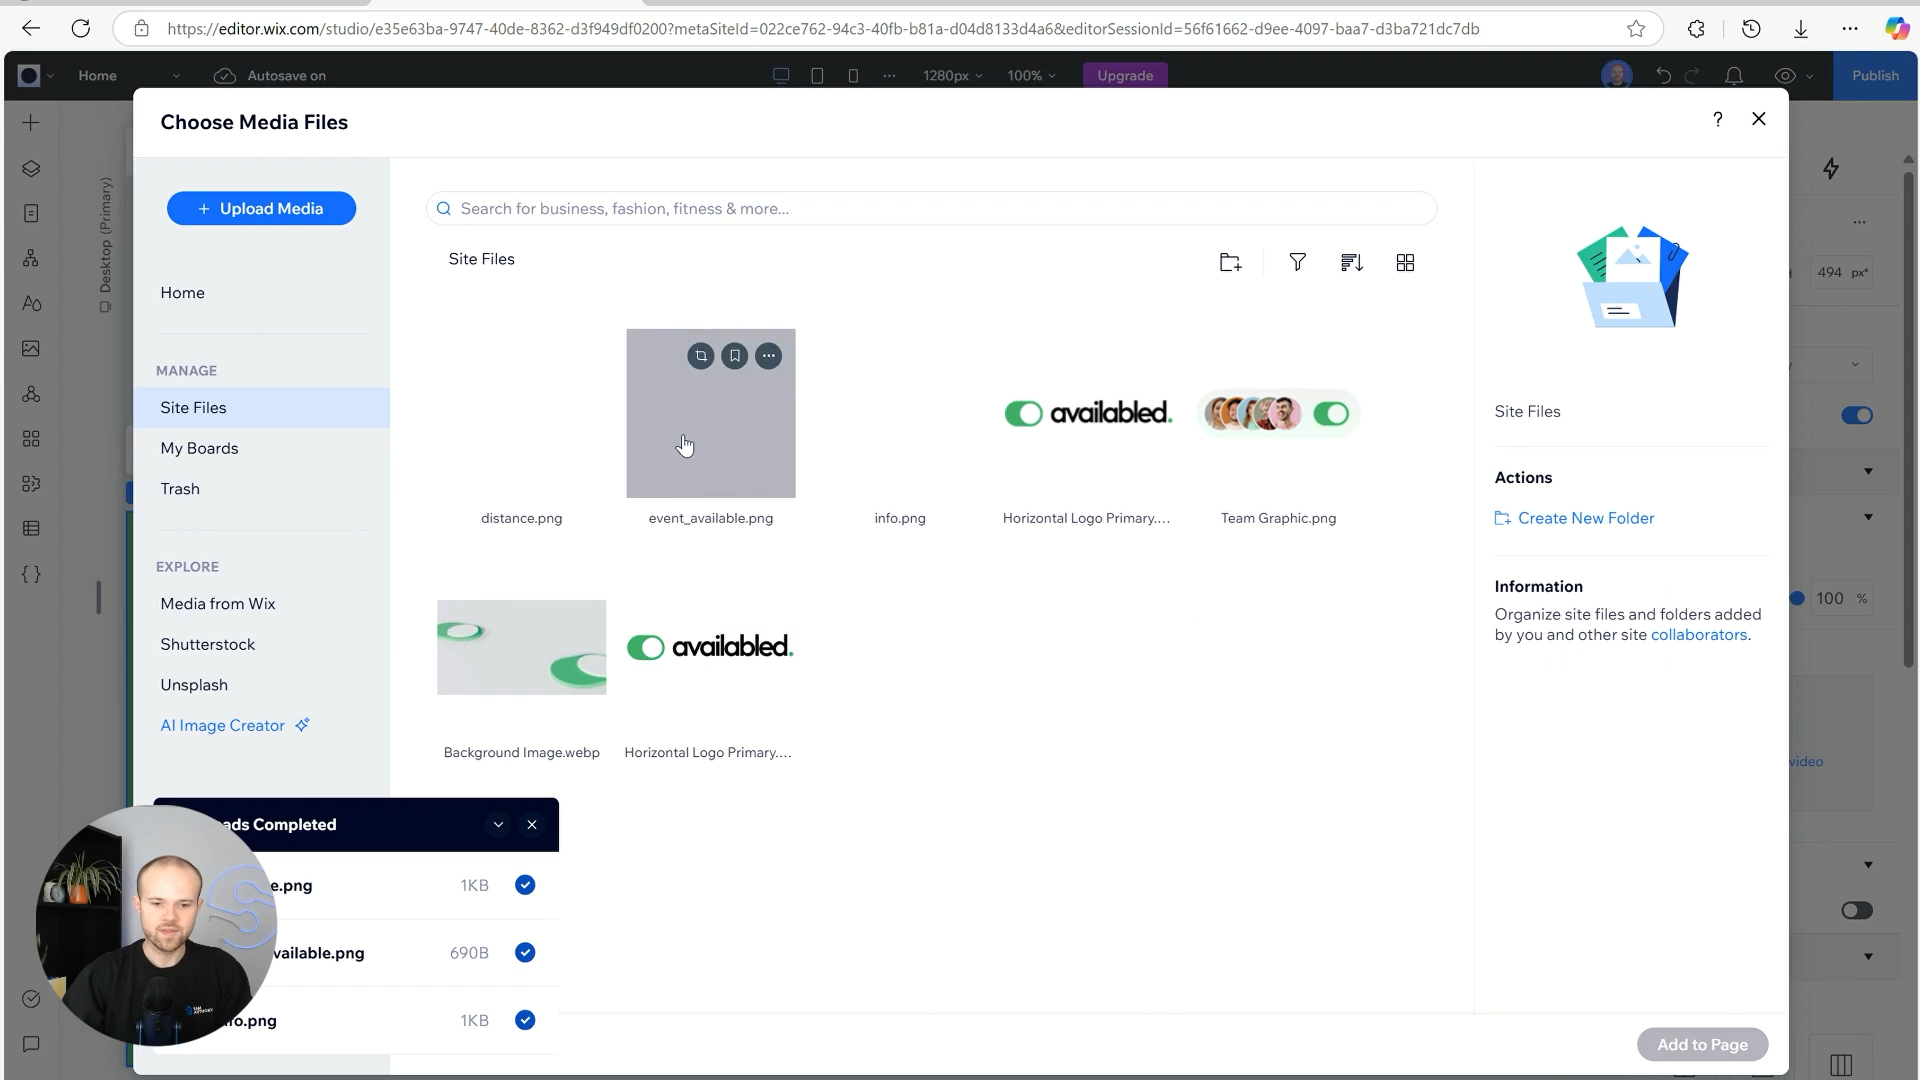 https://editor.wix.com/studio/e35e63ba-9747-40de-8362-d3f949df0200?metaSiteId=022ce762-94c3-40fb-b81a-d04d8133d4a6&editorSessionId=56f61662-d9ee-4097-baa7-d3ba721dc7db
Home
Autosave on
1280px
100%
Upgrade
Publish
Choose Media Files
?
Desktop (Primary)
+ Upload Media
Search for business, fashion, fitness & more...
Home
Site Files
494 px*
MANAGE
Site Files
My Boards
Trash
availabled.
distance.png
event_available.png
info.png
Horizontal Logo Primary....
Team Graphic.png
Site Files
Actions
Create New Folder
EXPLORE
Media from Wix
Shutterstock
Unsplash
AI Image Creator
availabled.
Background Image.webp
Horizontal Logo Primary....
Information
Organize site files and folders added
by you and other site collaborators.
100 %
video
ads Completed
e.png
1KB
vailable.png
690B
fo.png
1KB
Add to Page